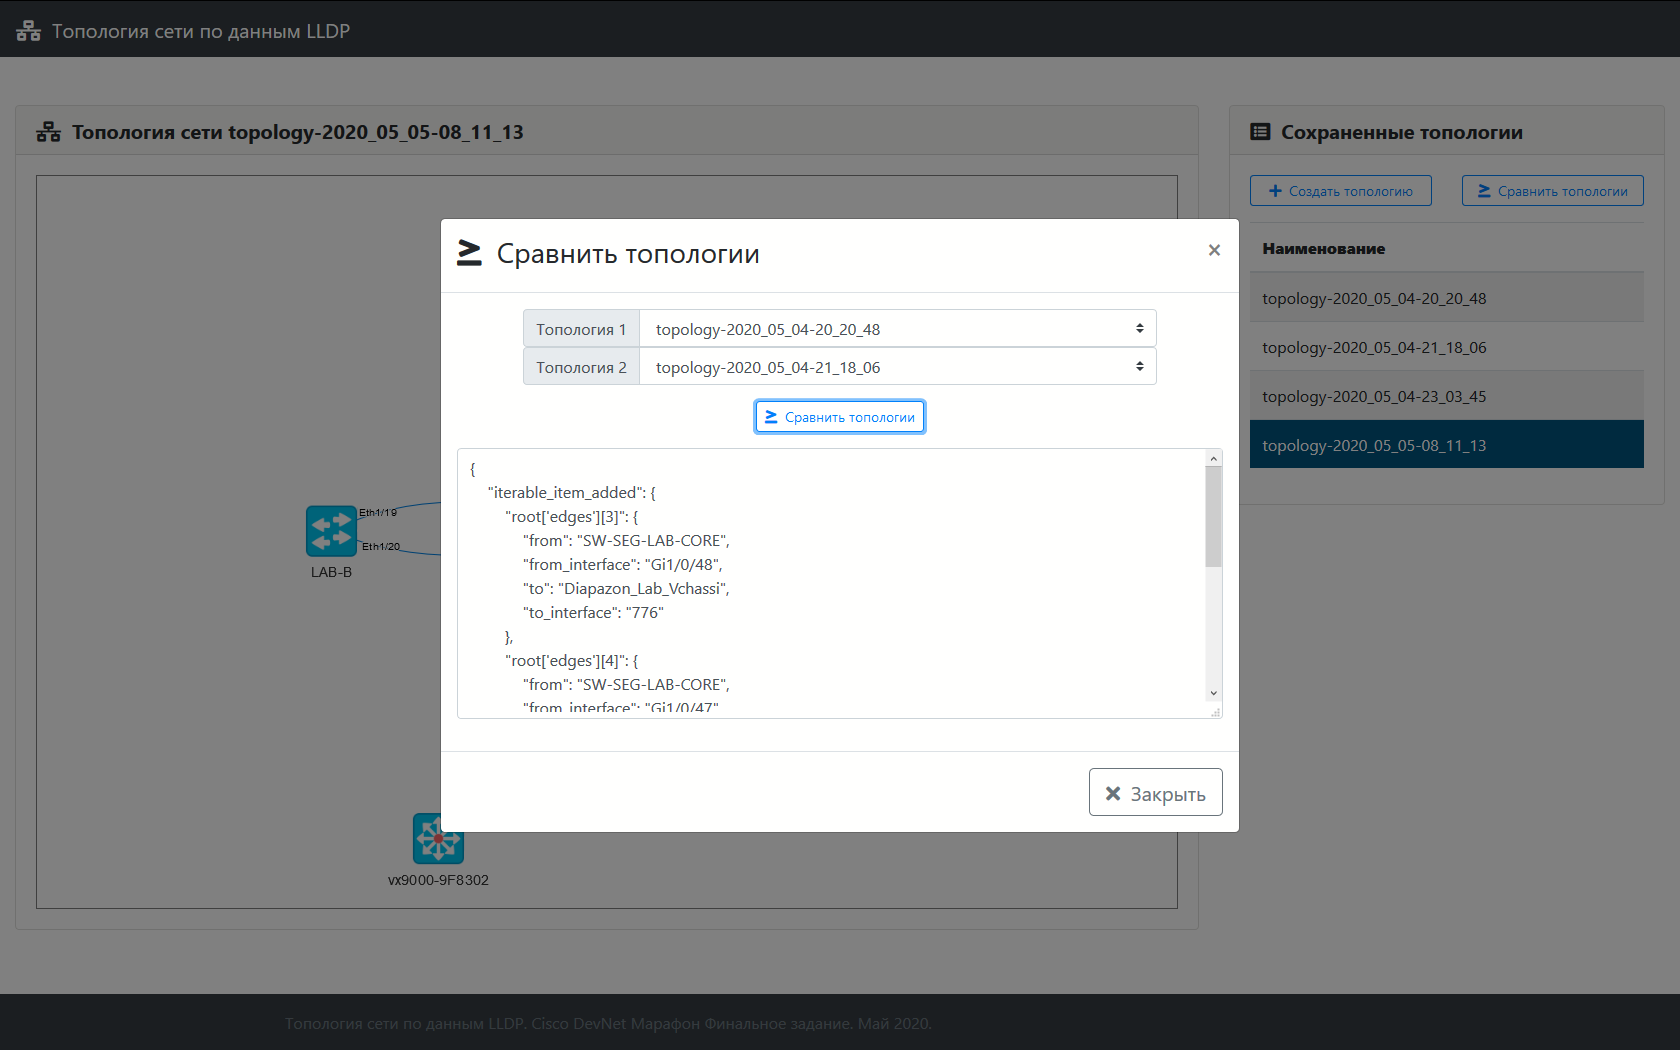 Топология сети по данным LLDP
Топология сети topology-2020_05_05-08_11_13
Eth1/19
Eth1/20
LAB-B
vx9000-9F8302
Сохраненные топологии
Создать топологию
Сравнить топологии
Наименование
topology-2020_05_04-20_20_48
topology-2020_05_04-21_18_06
topology-2020_05_04-23_03_45
topology-2020_05_05-08_11_13
Сравнить топологии
×
Топология 1 topology-2020_05_04-20_20_48
Топология 2 topology-2020_05_04-21_18_06
Сравнить топологии
{
"iterable_item_added": {
"root['edges'][3]": {
"from": "SW-SEG-LAB-CORE",
"from_interface": "Gi1/0/48",
"to": "Diapazon_Lab_Vchassi",
"to_interface": "776"
},
"root['edges'][4]": {
"from": "SW-SEG-LAB-CORE",
"from_interface": "Gi1/0/47"
Закрыть
Топология сети по данным LLDP. Cisco DevNet Марафон Финальное задание. Май 2020.